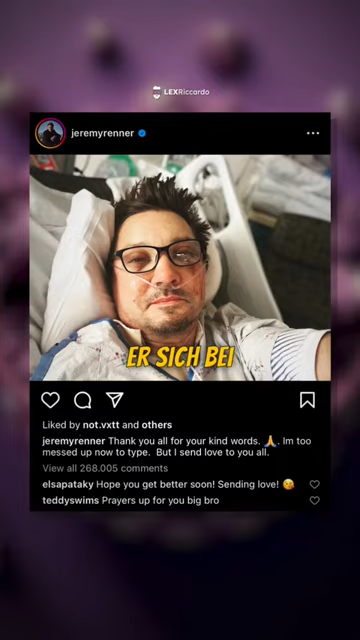 LEXRiccardo
jeremyrenner
ER SICH BEI
Liked by not.vxtt and others
jeremyrenner Thank you all for your kind words. 🙏. Im too
messed up now to type. But I send love to you all.
View all 268.005 comments
elsapataky Hope you get better soon! Sending love! 😘
teddyswims Prayers up for you big bro